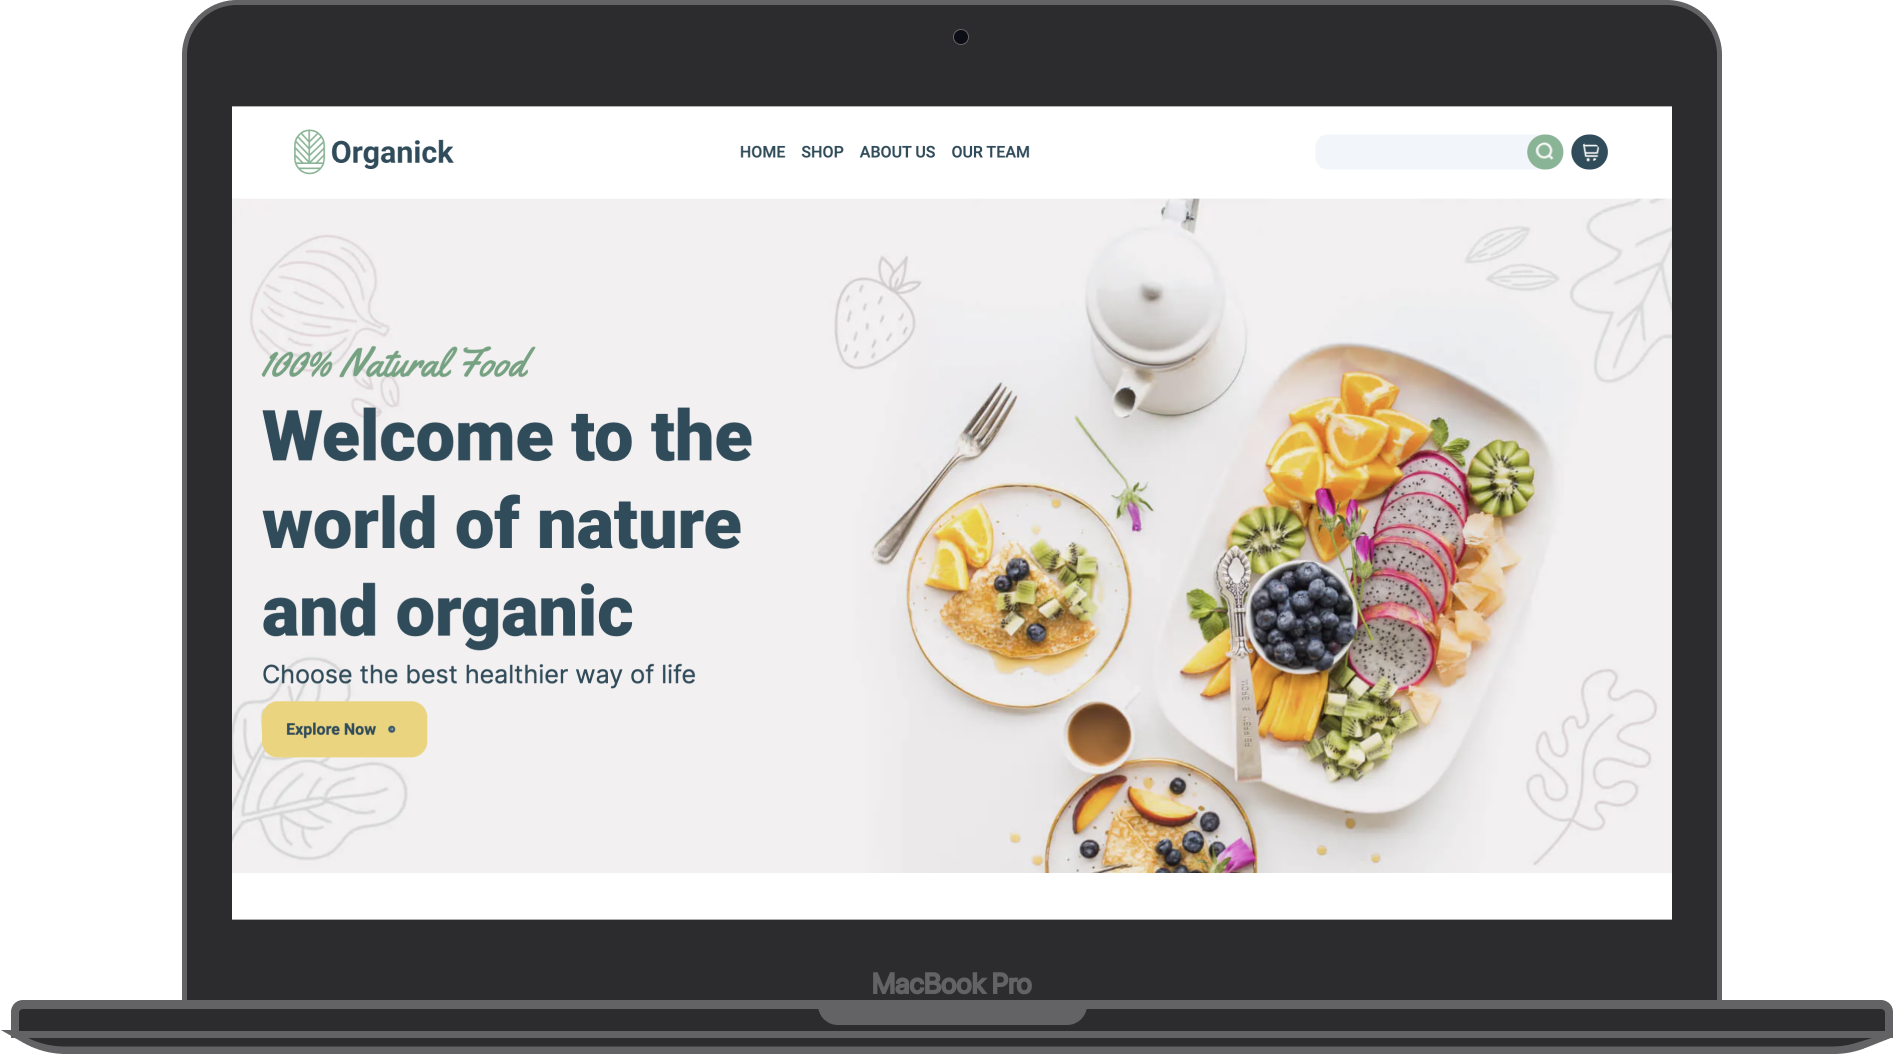 Organick
HOME SHOP ABOUT US OUR TEAM
100% Natural Food
Welcome to the
world of nature
and organic
Choose the best healthier way of life
Explore Now
MacBook Pro